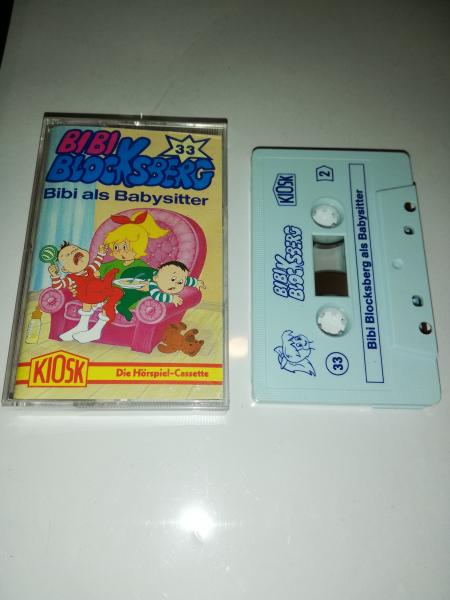 BIBI
BLOCKSBERG
33
Bibi als Babysitter
KIOSK
Die Hörspiel-Cassette
KIOSK
2
BIBI
BLOCKSBERG
33
Bibi Blocksberg als Babysitter